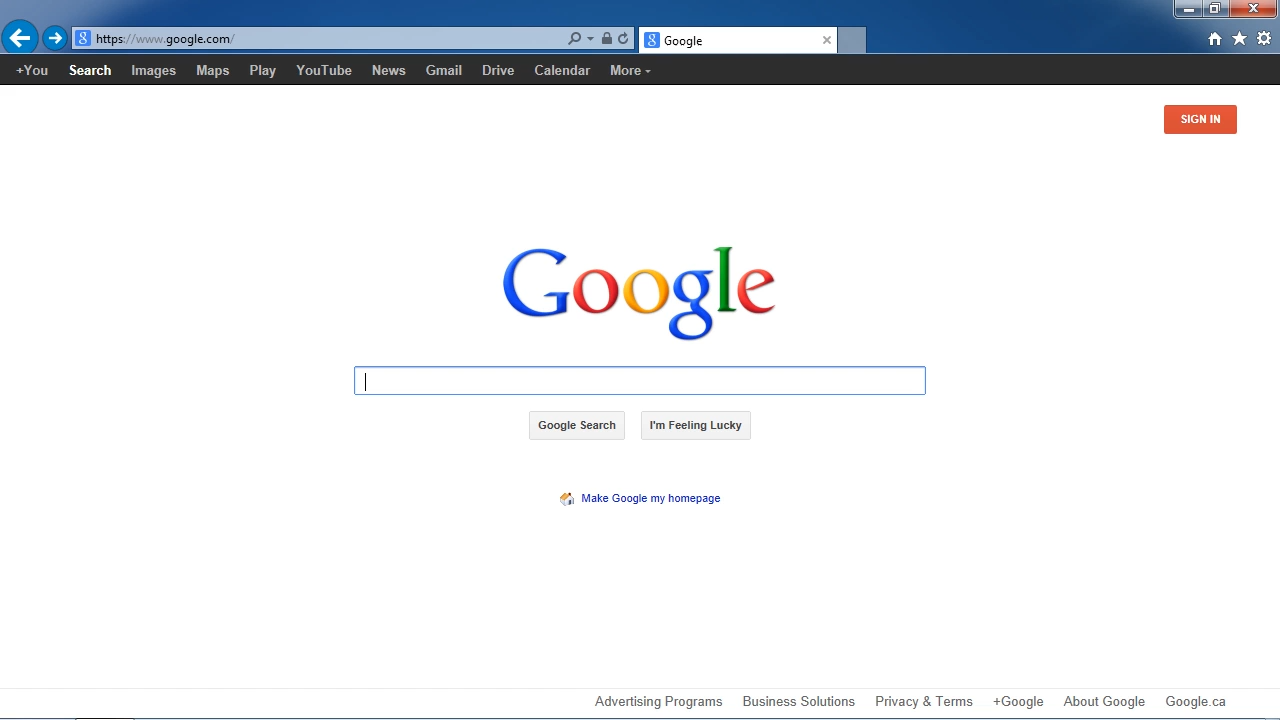 https://www.google.com/
Google
+You Search Images Maps Play YouTube News Gmail Drive Calendar More
SIGN IN
Google
Google Search I'm Feeling Lucky
Make Google my homepage
Advertising Programs Business Solutions Privacy & Terms +Google About Google Google.ca